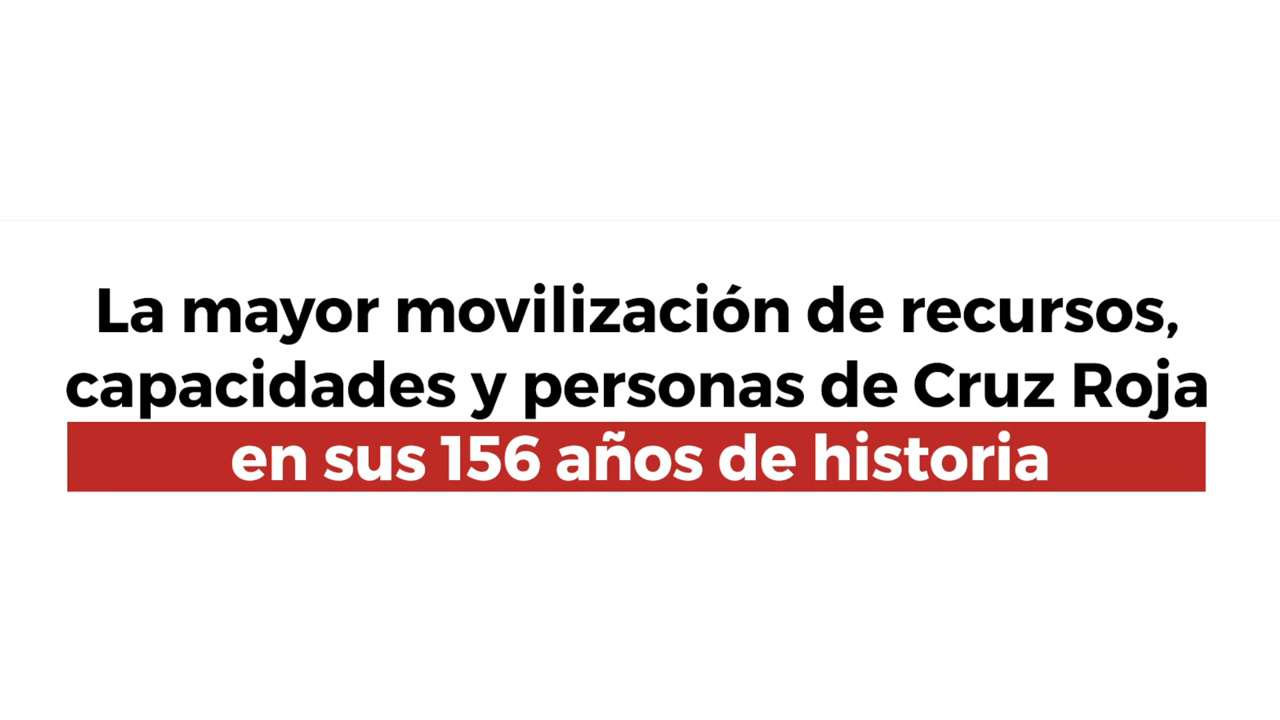 La mayor movilización de recursos,
capacidades y personas de Cruz Roja
en sus 156 años de historia